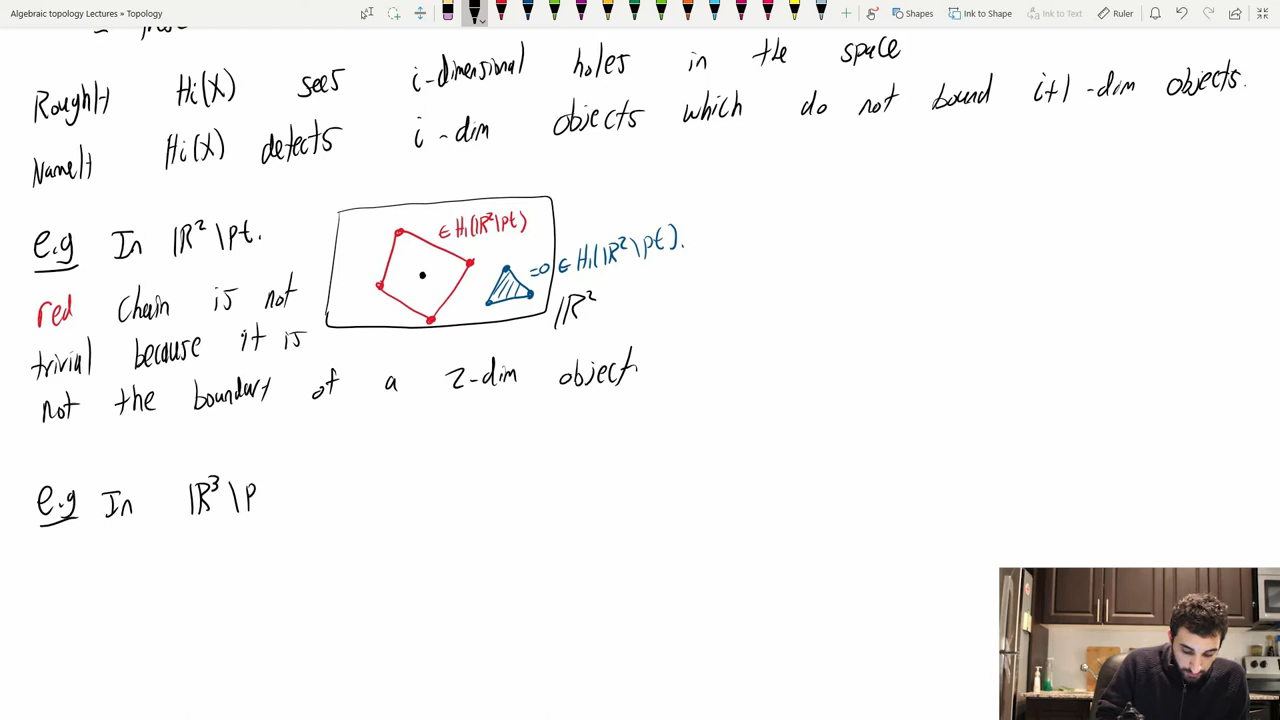 Algebraic topology Lectures » Topology
Shapes Ink to Shape Ink to Text Ruler
Roughly Hi(X) sees i-dimensional holes in the space
Namely Hi(X) detects i-dim objects which do not bound i+1-dim objects.
e.g In ℝ²\pt.
∈ H₁(ℝ²\pt)
=0 ∈ H₁(ℝ²\pt).
ℝ²
red chain is not
trivial because it is
not the boundary of a 2-dim object.
e.g In ℝ³\p